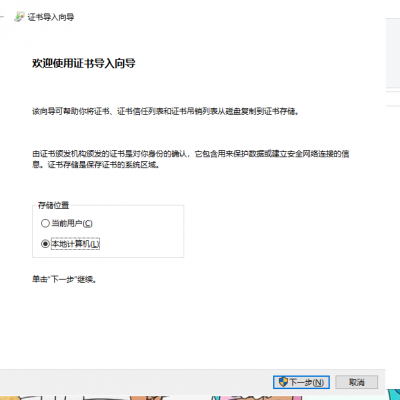 证书导入向导
欢迎使用证书导入向导
该向导可帮助你将证书、证书信任列表和证书吊销列表从磁盘复制到证书存储。
由证书颁发机构颁发的证书是对你身份的确认，它包含用来保护数据或建立安全网络连接的信
息。证书存储是保存证书的系统区域。
存储位置
当前用户(C)
本地计算机(L)
单击“下一步”继续。
下一步(N)
取消